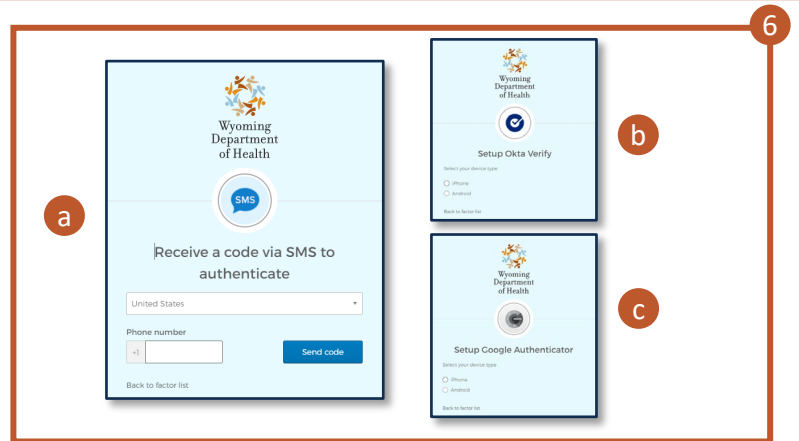 6
a
Wyoming
Department
of Health
SMS
Receive a code via SMS to
authenticate
United States
Phone number
+1
Send code
Back to factor list
b
Wyoming
Department
of Health
Setup Okta Verify
Select your device type
iPhone
Android
Back to factor list
c
Wyoming
Department
of Health
Setup Google Authenticator
Select your device type
iPhone
Android
Back to factor list